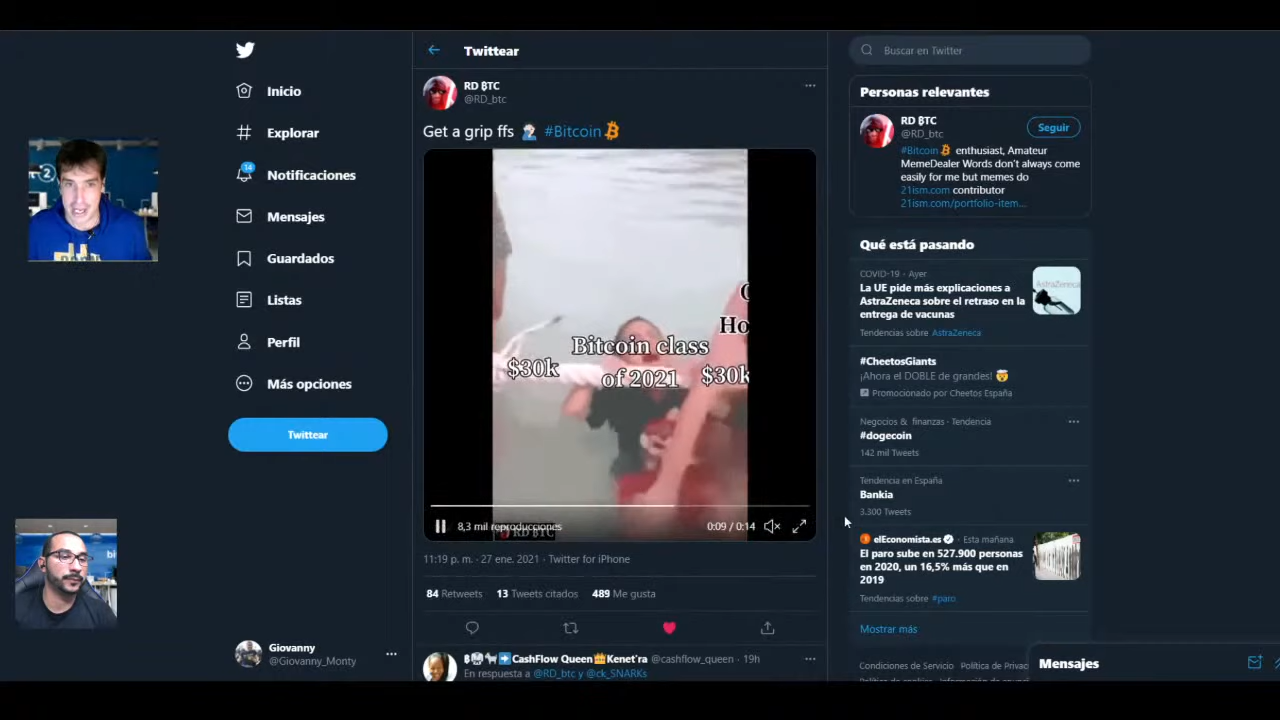 Inicio
Explorar
14
Notificaciones
Mensajes
Guardados
Listas
Perfil
Más opciones
Twittear
Giovanny
@Giovanny_Monty
Twittear
RD ₿TC
@RD_btc
Get a grip ffs 🤦🏻‍♂️ #Bitcoin
Ho
Bitcoin class
of 2021
$30k
$30k
8,3 mil reproducciones
0:09 / 0:14
RD ₿TC
11:19 p. m. · 27 ene. 2021 · Twitter for iPhone
84 Retweets 13 Tweets citados 489 Me gusta
CashFlow Queen👑Kenet'ra @cashflow_queen · 19h
En respuesta a @RD_btc y @ck_SNARKs
Buscar en Twitter
Personas relevantes
RD ₿TC
@RD_btc
Seguir
#Bitcoin enthusiast, Amateur
MemeDealer Words don't always come
easily for me but memes do
21ism.com contributor
21ism.com/portfolio-item...
Qué está pasando
COVID-19 · Ayer
La UE pide más explicaciones a
AstraZeneca sobre el retraso en la
entrega de vacunas
AstraZeneca
Tendencias sobre AstraZeneca
#CheetosGiants
¡Ahora el DOBLE de grandes! 🤯
Promocionado por Cheetos España
Negocios & finanzas · Tendencia
#dogecoin
142 mil Tweets
Tendencia en España
Bankia
3.300 Tweets
elEconomista.es · Esta mañana
El paro sube en 527.900 personas
en 2020, un 16,5% más que en
2019
Tendencias sobre #paro
Mostrar más
Condiciones de Servicio Política de Privac
Mensajes